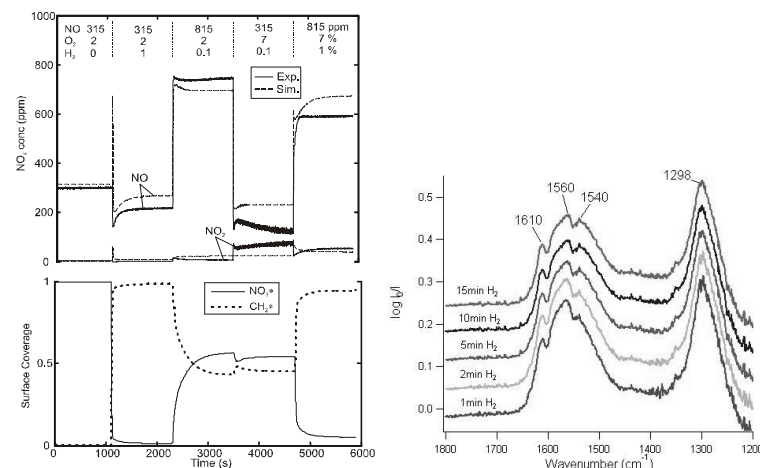 1000
NO 315 315 815 315 815 ppm
O2 2 2 2 7 7 %
H2 0 1 0.1 0.1 1 %
800
Exp.
Sim.
NOx conc (ppm)
600
400
NO
200
NO2
0
1
NO3*
CH2*
Surface Coverage
0.5
0
0 1000 2000 3000 4000 5000 6000
Time (s)
1298
0.5
1560
1540
1610
0.4
log I0/I
0.3
15min H2
0.2
10min H2
5min H2
0.1
2min H2
0.0
1min H2
1800 1700 1600 1500 1400 1300 1200
Wavenumber (cm-1)